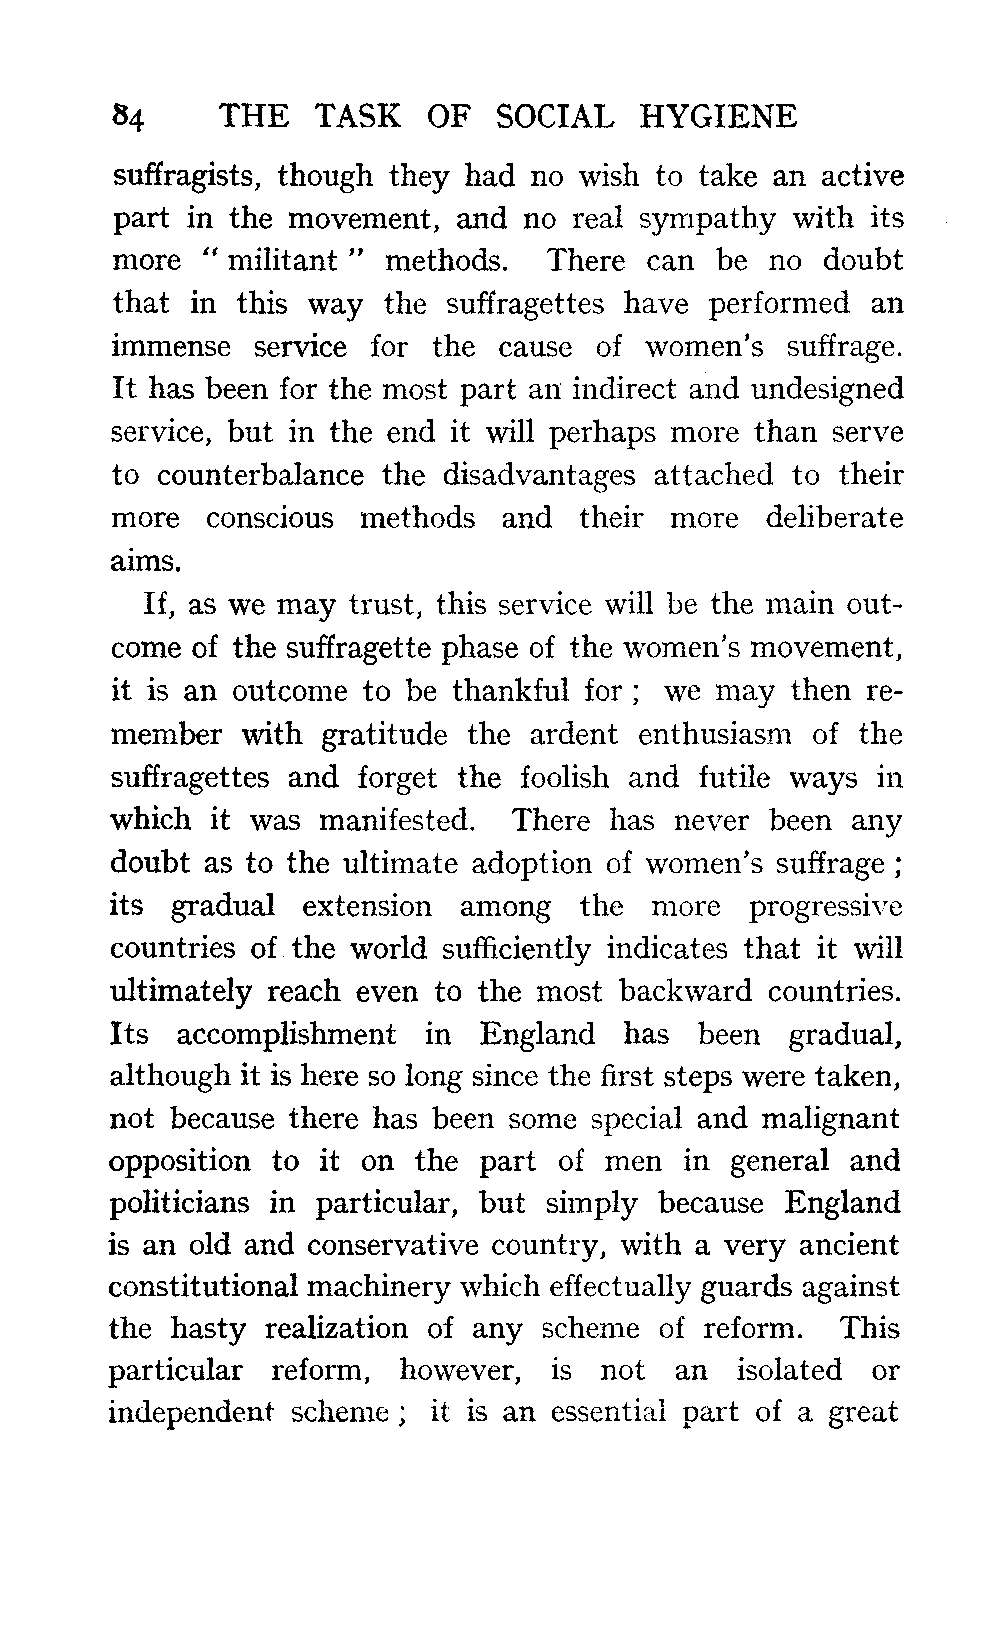 84 THE TASK OF SOCIAL HYGIENE
suffragists, though they had no wish to take an active
part in the movement, and no real sympathy with its
more " militant " methods. There can be no doubt
that in this way the suffragettes have performed an
immense service for the cause of women's suffrage.
It has been for the most part an indirect and undesigned
service, but in the end it will perhaps more than serve
to counterbalance the disadvantages attached to their
more conscious methods and their more deliberate
aims.
If, as we may trust, this service will be the main out-
come of the suffragette phase of the women's movement,
it is an outcome to be thankful for ; we may then re-
member with gratitude the ardent enthusiasm of the
suffragettes and forget the foolish and futile ways in
which it was manifested. There has never been any
doubt as to the ultimate adoption of women's suffrage ;
its gradual extension among the more progressive
countries of the world sufficiently indicates that it will
ultimately reach even to the most backward countries.
Its accomplishment in England has been gradual,
although it is here so long since the first steps were taken,
not because there has been some special and malignant
opposition to it on the part of men in general and
politicians in particular, but simply because England
is an old and conservative country, with a very ancient
constitutional machinery which effectually guards against
the hasty realization of any scheme of reform. This
particular reform, however, is not an isolated or
independent scheme ; it is an essential part of a great